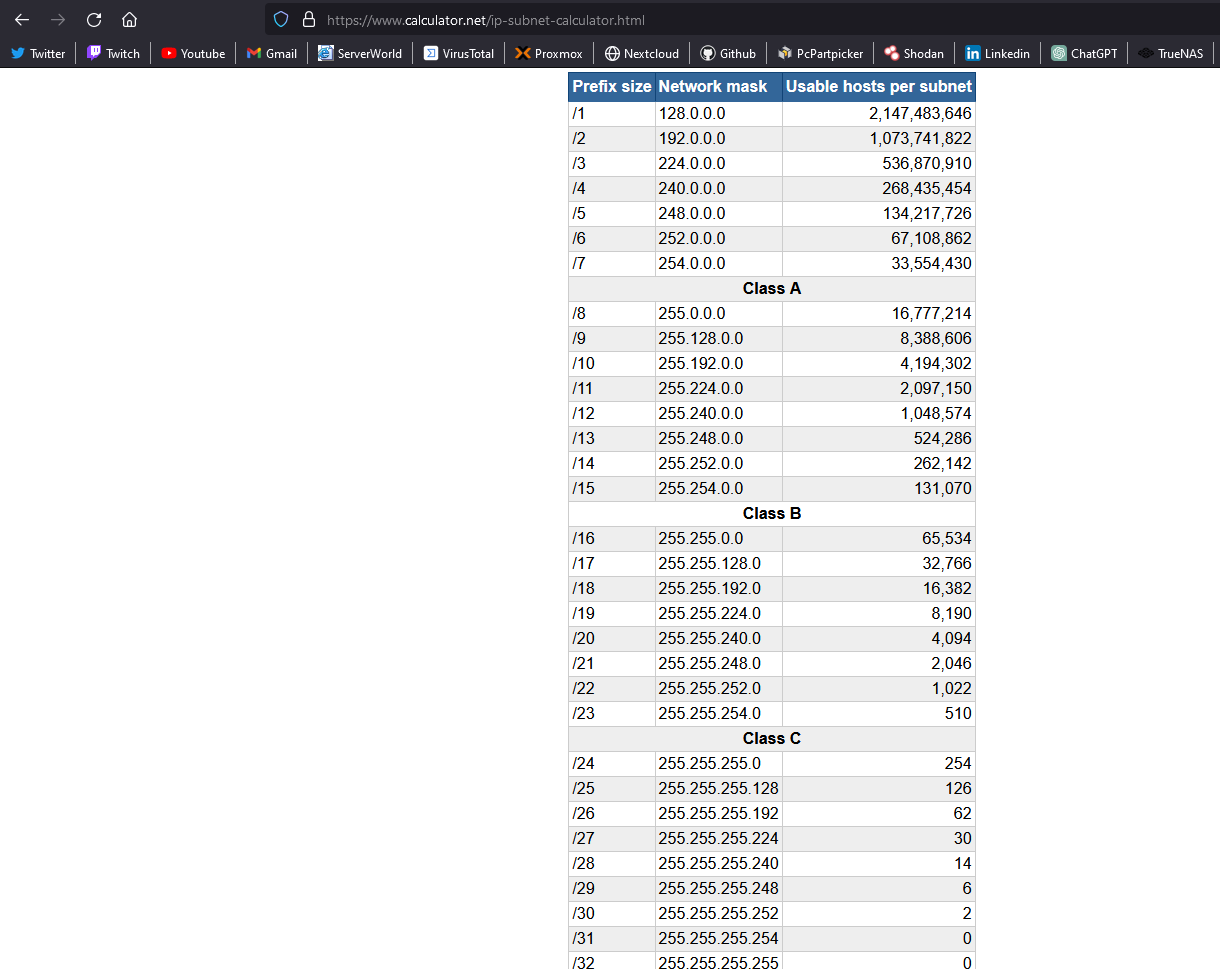 https://www.calculator.net/ip-subnet-calculator.html
Twitter Twitch Youtube Gmail ServerWorld VirusTotal Proxmox Nextcloud Github PcPartpicker Shodan Linkedin ChatGPT TrueNAS
Prefix size Network mask Usable hosts per subnet
/1 128.0.0.0 2,147,483,646
/2 192.0.0.0 1,073,741,822
/3 224.0.0.0 536,870,910
/4 240.0.0.0 268,435,454
/5 248.0.0.0 134,217,726
/6 252.0.0.0 67,108,862
/7 254.0.0.0 33,554,430
Class A
/8 255.0.0.0 16,777,214
/9 255.128.0.0 8,388,606
/10 255.192.0.0 4,194,302
/11 255.224.0.0 2,097,150
/12 255.240.0.0 1,048,574
/13 255.248.0.0 524,286
/14 255.252.0.0 262,142
/15 255.254.0.0 131,070
Class B
/16 255.255.0.0 65,534
/17 255.255.128.0 32,766
/18 255.255.192.0 16,382
/19 255.255.224.0 8,190
/20 255.255.240.0 4,094
/21 255.255.248.0 2,046
/22 255.255.252.0 1,022
/23 255.255.254.0 510
Class C
/24 255.255.255.0 254
/25 255.255.255.128 126
/26 255.255.255.192 62
/27 255.255.255.224 30
/28 255.255.255.240 14
/29 255.255.255.248 6
/30 255.255.255.252 2
/31 255.255.255.254 0
/32 255.255.255.255 0